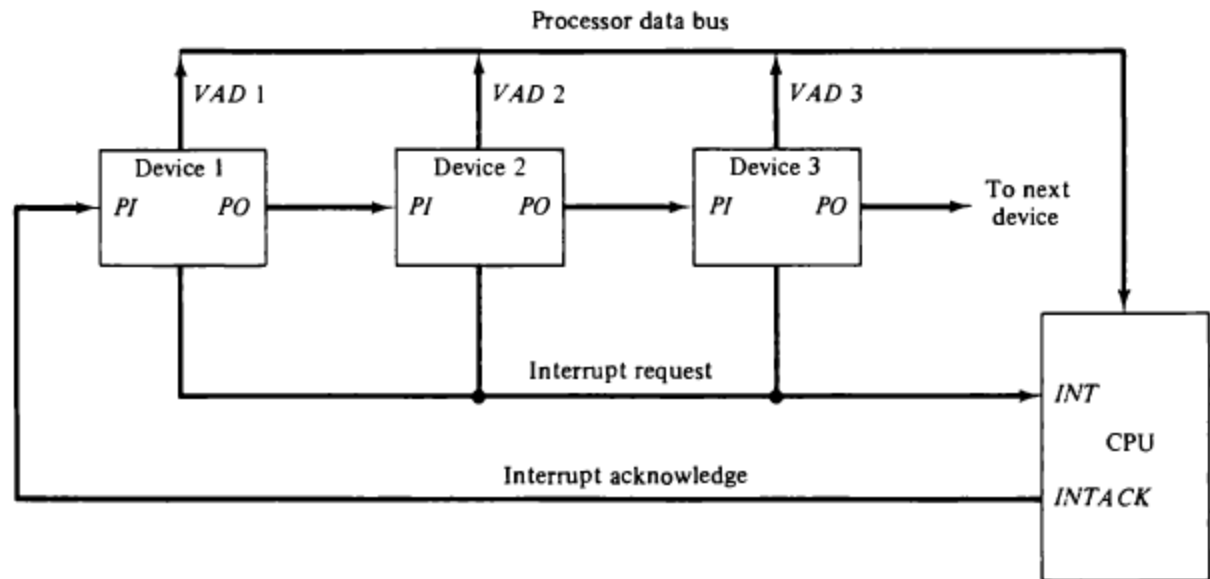 Processor data bus
VAD 1
VAD 2
VAD 3
Device 1
Device 2
Device 3
PI PO
PI PO
PI PO
To next
device
Interrupt request
INT
CPU
Interrupt acknowledge
INTACK